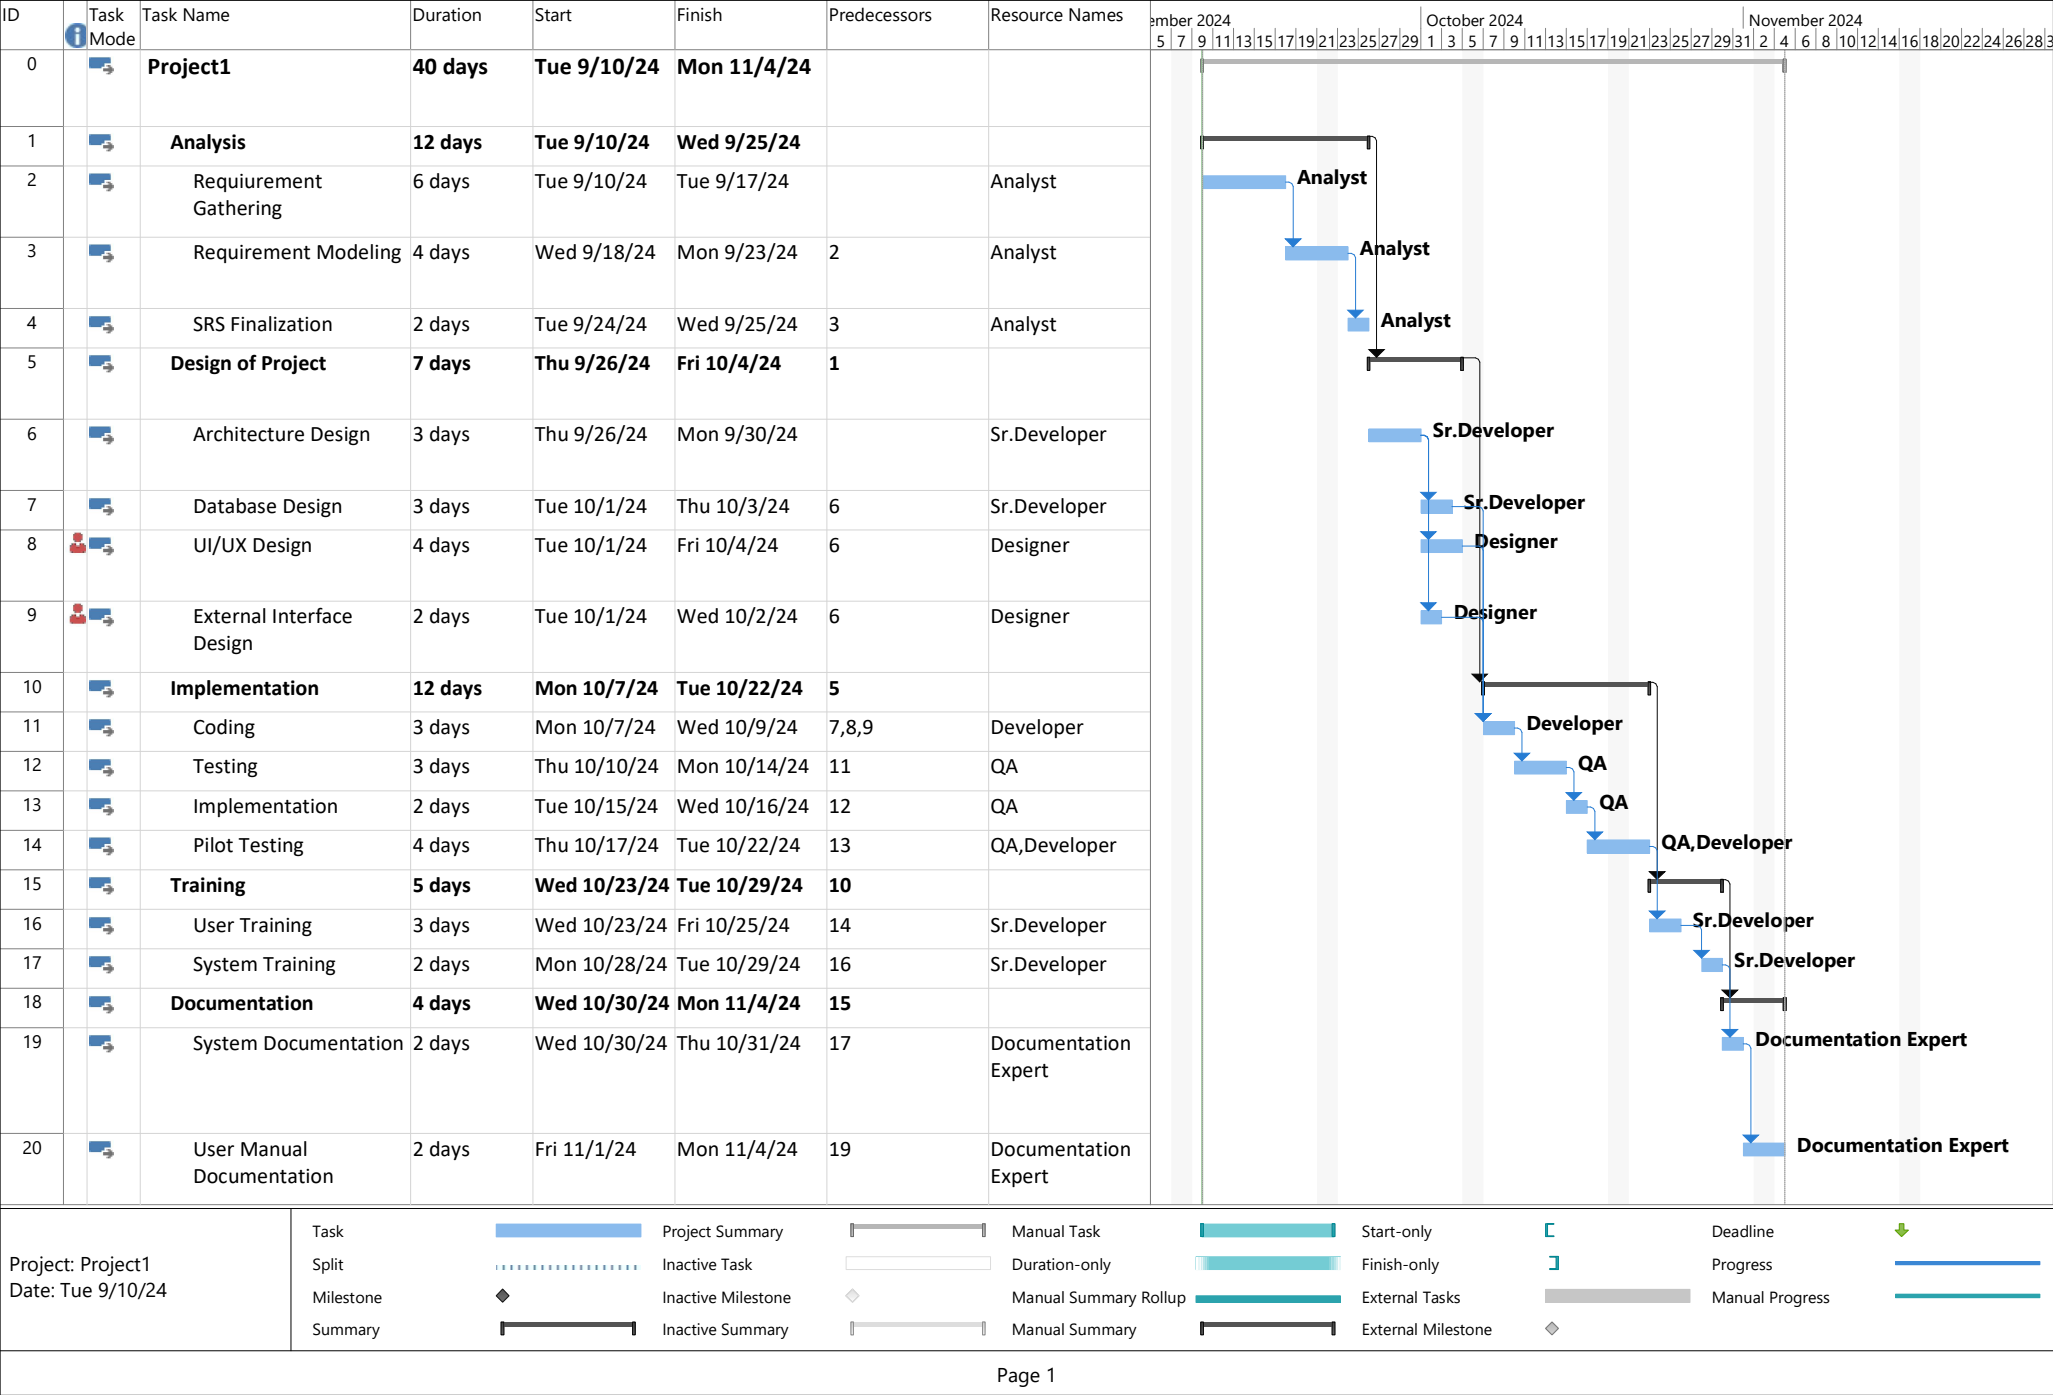 ID Task Mode Task Name Duration Start Finish Predecessors Resource Names
ember 2024 October 2024 November 2024
5 7 9 11 13 15 17 19 21 23 25 27 29 1 3 5 7 9 11 13 15 17 19 21 23 25 27 29 31 2 4 6 8 10 12 14 16 18 20 22 24 26 28 3
0 Project1 40 days Tue 9/10/24 Mon 11/4/24
1 Analysis 12 days Tue 9/10/24 Wed 9/25/24
2 Requiurement Gathering 6 days Tue 9/10/24 Tue 9/17/24 Analyst Analyst
3 Requirement Modeling 4 days Wed 9/18/24 Mon 9/23/24 2 Analyst Analyst
4 SRS Finalization 2 days Tue 9/24/24 Wed 9/25/24 3 Analyst Analyst
5 Design of Project 7 days Thu 9/26/24 Fri 10/4/24 1
6 Architecture Design 3 days Thu 9/26/24 Mon 9/30/24 Sr.Developer Sr.Developer
7 Database Design 3 days Tue 10/1/24 Thu 10/3/24 6 Sr.Developer Sr.Developer
8 UI/UX Design 4 days Tue 10/1/24 Fri 10/4/24 6 Designer Designer
9 External Interface Design 2 days Tue 10/1/24 Wed 10/2/24 6 Designer Designer
10 Implementation 12 days Mon 10/7/24 Tue 10/22/24 5
11 Coding 3 days Mon 10/7/24 Wed 10/9/24 7,8,9 Developer Developer
12 Testing 3 days Thu 10/10/24 Mon 10/14/24 11 QA QA
13 Implementation 2 days Tue 10/15/24 Wed 10/16/24 12 QA QA
14 Pilot Testing 4 days Thu 10/17/24 Tue 10/22/24 13 QA,Developer QA,Developer
15 Training 5 days Wed 10/23/24 Tue 10/29/24 10
16 User Training 3 days Wed 10/23/24 Fri 10/25/24 14 Sr.Developer Sr.Developer
17 System Training 2 days Mon 10/28/24 Tue 10/29/24 16 Sr.Developer Sr.Developer
18 Documentation 4 days Wed 10/30/24 Mon 11/4/24 15
19 System Documentation 2 days Wed 10/30/24 Thu 10/31/24 17 Documentation Expert Documentation Expert
20 User Manual Documentation 2 days Fri 11/1/24 Mon 11/4/24 19 Documentation Expert Documentation Expert
Project: Project1
Date: Tue 9/10/24
Task Project Summary Manual Task Start-only Deadline
Split Inactive Task Duration-only Finish-only Progress
Milestone Inactive Milestone Manual Summary Rollup External Tasks Manual Progress
Summary Inactive Summary Manual Summary External Milestone
Page 1